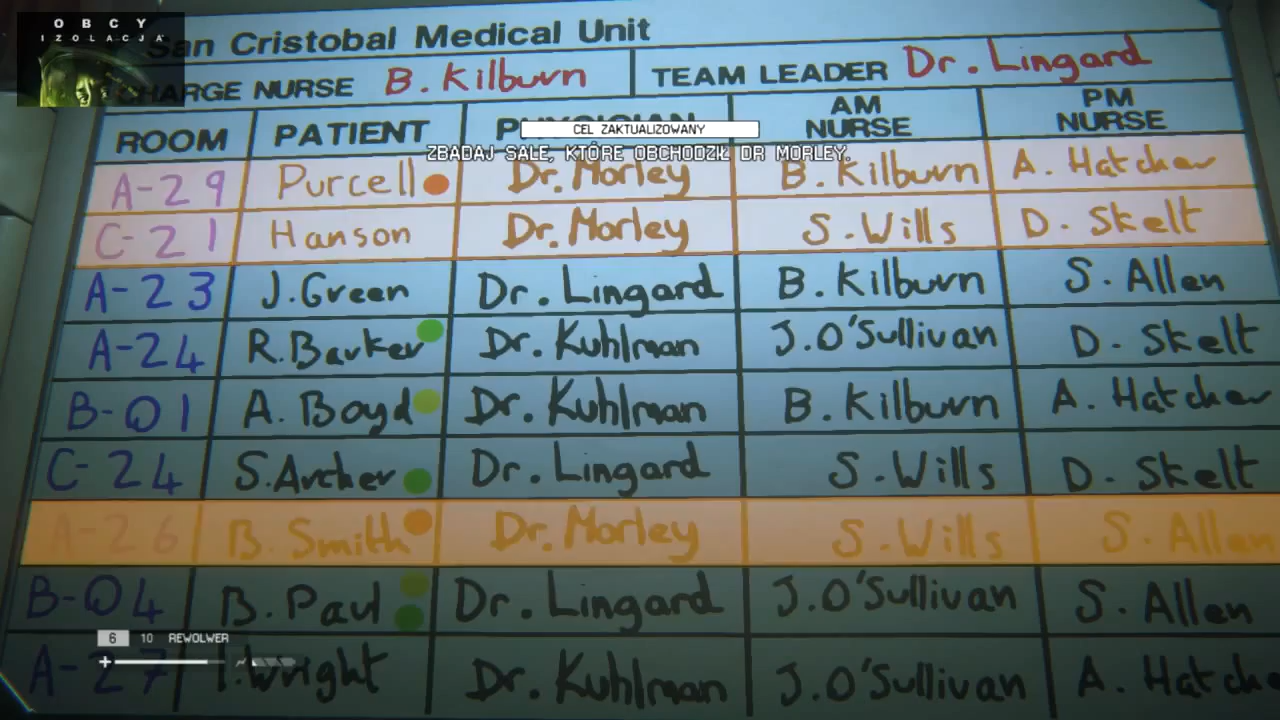 OBCY
IZOLACJA
San Cristobal Medical Unit
CHARGE NURSE B. Kilburn TEAM LEADER Dr. Lingard
ROOM PATIENT PHYSICIAN AM NURSE PM NURSE
CEL ZAKTUALIZOWANY
ZBADAJ SALE, KTÓRE OBCHODZIŁ DR MORLEY.
A-29 Purcell Dr. Morley B. Kilburn A. Hatcher
C-21 Hanson Dr. Morley S. Wills D. Skelt
A-23 J. Green Dr. Lingard B. Kilburn S. Allen
A-24 R. Barker Dr. Kuhlman J. O'Sullivan D. Skelt
B-01 A. Boyd Dr. Kuhlman B. Kilburn A. Hatcher
C-24 S. Archer Dr. Lingard S. Wills D. Skelt
A-26 B. Smith Dr. Morley S. Wills S. Allen
B-04 B. Paul Dr. Lingard J. O'Sullivan S. Allen
6 10 REWOLWER
A-27 I. Wright Dr. Kuhlman J. O'Sullivan A. Hatche